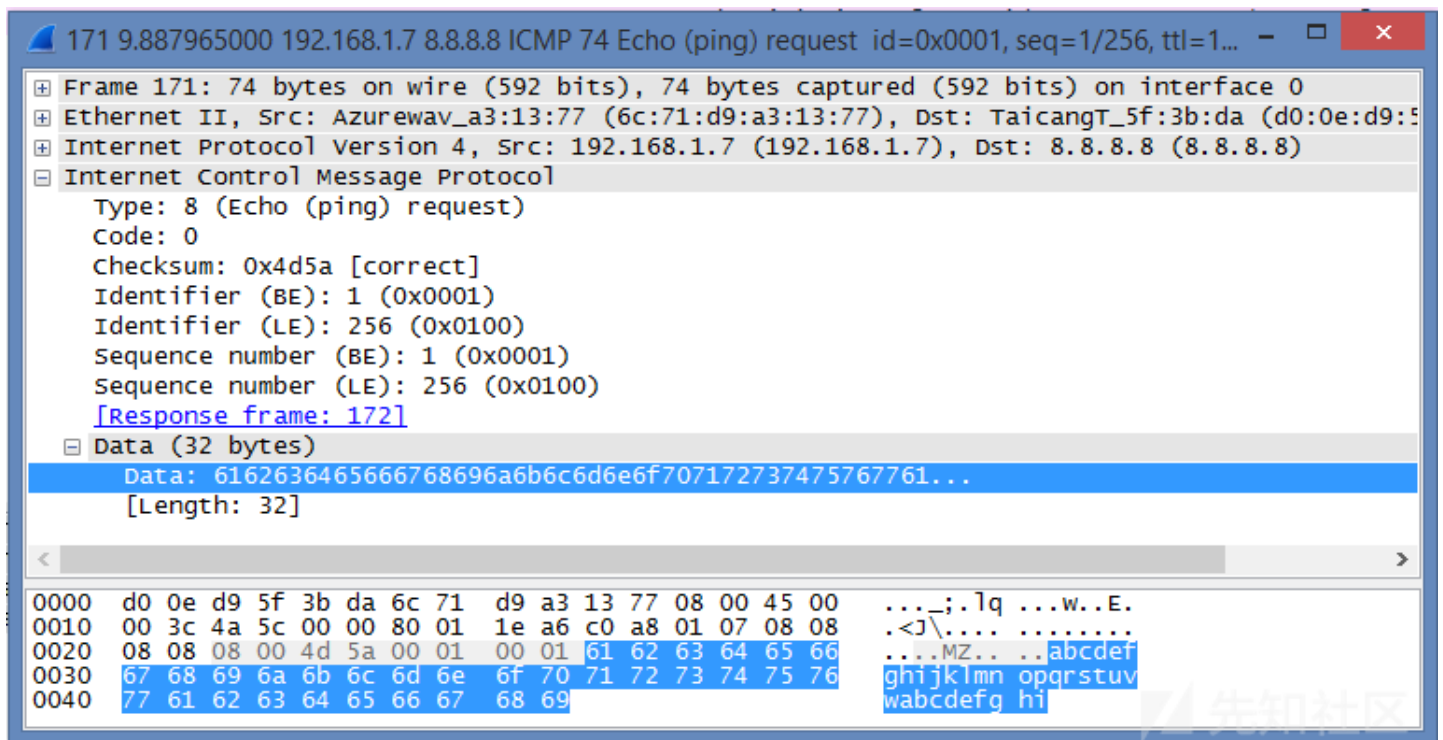 171 9.887965000 192.168.1.7 8.8.8.8 ICMP 74 Echo (ping) request id=0x0001, seq=1/256, ttl=1...
Frame 171: 74 bytes on wire (592 bits), 74 bytes captured (592 bits) on interface 0
Ethernet II, Src: Azurewav_a3:13:77 (6c:71:d9:a3:13:77), Dst: TaicangT_5f:3b:da (d0:0e:d9:5
Internet Protocol Version 4, Src: 192.168.1.7 (192.168.1.7), Dst: 8.8.8.8 (8.8.8.8)
Internet Control Message Protocol
Type: 8 (Echo (ping) request)
Code: 0
Checksum: 0x4d5a [correct]
Identifier (BE): 1 (0x0001)
Identifier (LE): 256 (0x0100)
Sequence number (BE): 1 (0x0001)
Sequence number (LE): 256 (0x0100)
[Response frame: 172]
Data (32 bytes)
Data: 6162636465666768696a6b6c6d6e6f707172737475767761...
[Length: 32]
0000 d0 0e d9 5f 3b da 6c 71 d9 a3 13 77 08 00 45 00 ..._;.lq ...w..E.
0010 00 3c 4a 5c 00 00 80 01 1e a6 c0 a8 01 07 08 08 .<J\.... ........
0020 08 08 08 00 4d 5a 00 01 00 01 61 62 63 64 65 66 ....MZ.. ..abcdef
0030 67 68 69 6a 6b 6c 6d 6e 6f 70 71 72 73 74 75 76 ghijklmn opqrstuv
0040 77 61 62 63 64 65 66 67 68 69 wabcdefg hi
先知社区